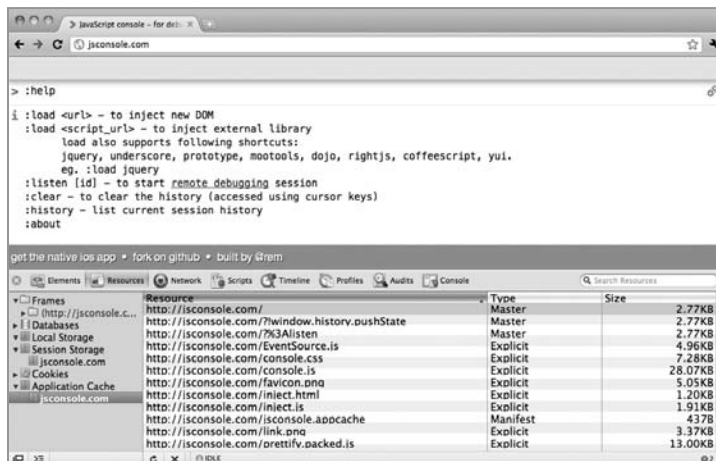 JavaScript console – for deb
jsconsole.com
> :help
i :load <url> – to inject new DOM
:load <script_url> – to inject external library
load also supports following shortcuts:
jquery, underscore, prototype, mootools, dojo, rightjs, coffeescript, yui.
eg. :load jquery
:listen [id] – to start remote debugging session
:clear – to clear the history (accessed using cursor keys)
:history – list current session history
:about
get the native ios app • fork on github • built by @rem
Elements Resources Network Scripts Timeline Profiles Audits Console Search Resources
Frames
(http://jsconsole.c...
Databases
Local Storage
Session Storage
jsconsole.com
Cookies
Application Cache
jsconsole.com
Resource Type Size
http://jsconsole.com/ Master 2.77KB
http://jsconsole.com/?!window.history.pushState Master 2.77KB
http://jsconsole.com/?%3Alisten Master 2.77KB
http://jsconsole.com/EventSource.js Explicit 4.96KB
http://jsconsole.com/console.css Explicit 7.28KB
http://jsconsole.com/console.js Explicit 28.07KB
http://jsconsole.com/favicon.png Explicit 5.05KB
http://jsconsole.com/inject.html Explicit 1.20KB
http://jsconsole.com/inject.js Explicit 1.91KB
http://jsconsole.com/jsconsole.appcache Manifest 437B
http://jsconsole.com/link.png Explicit 3.37KB
http://jsconsole.com/prettify.packed.js Explicit 13.00KB
IDLE
2